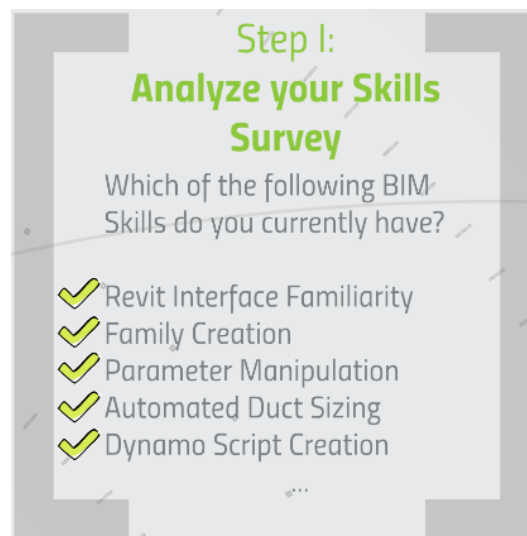 Step I:
Analyze your Skills
Survey
Which of the following BIM
Skills do you currently have?
Revit Interface Familiarity
Family Creation
Parameter Manipulation
Automated Duct Sizing
Dynamo Script Creation
...